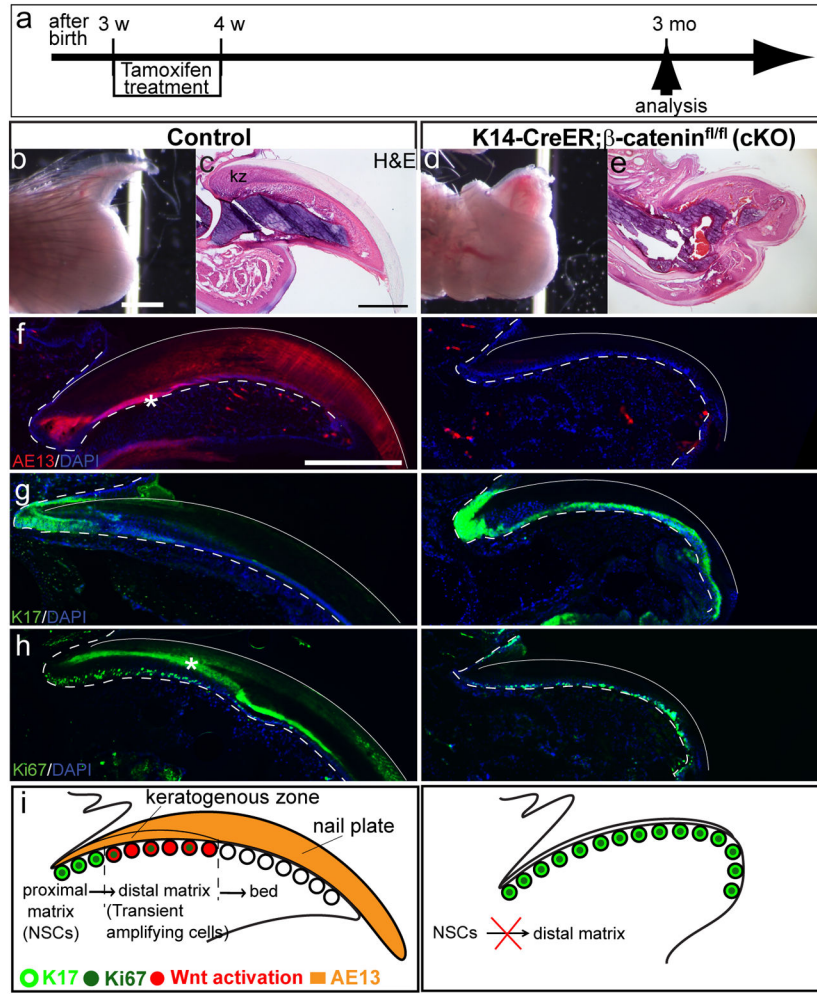 a
after
birth
3 w
4 w
3 mo
Tamoxifen
treatment
analysis
Control
K14-CreER;β-catenin^fl/fl (cKO)
b
c
H&E
d
e
kz
f
*
AE13/DAPI
g
K17/DAPI
h
*
Ki67/DAPI
i
keratogenous zone
nail plate
proximal → distal matrix → bed
matrix (Transient
(NSCs) amplifying cells)
NSCs → distal matrix
K17 Ki67 Wnt activation AE13